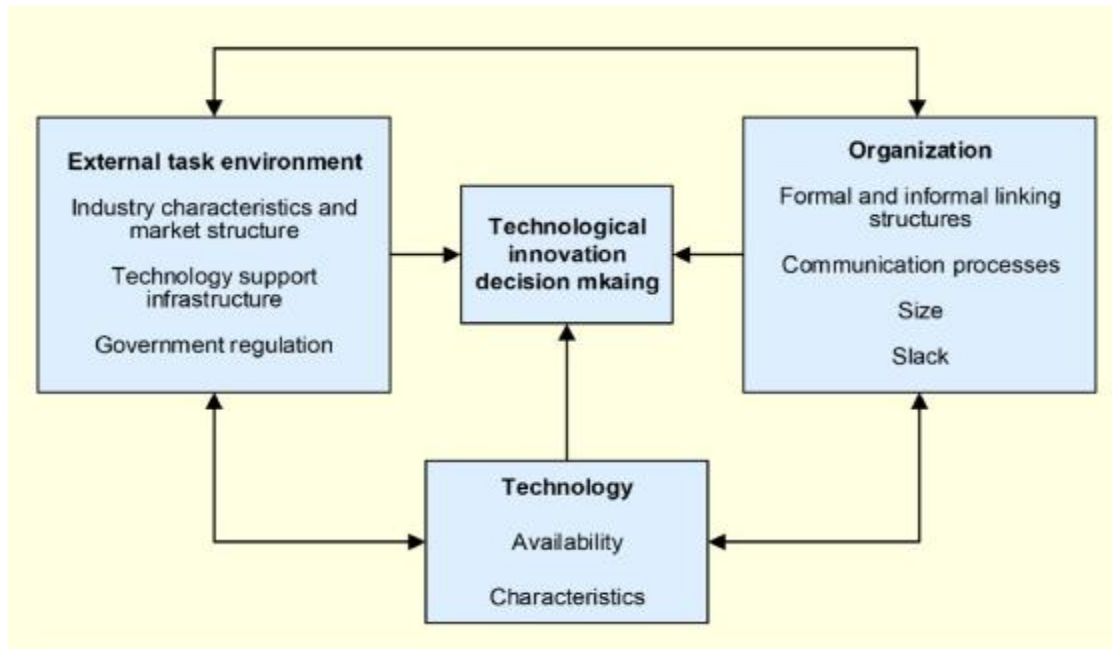 External task environment
Industry characteristics and
market structure
Technology support
infrastructure
Government regulation
Technological
innovation
decision mkaing
Organization
Formal and informal linking
structures
Communication processes
Size
Slack
Technology
Availability
Characteristics